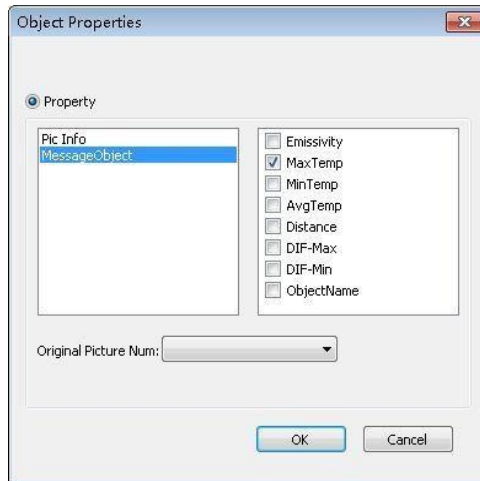 Object Properties
Property
Pic Info
MessageObject
Emissivity
MaxTemp
MinTemp
AvgTemp
Distance
DIF-Max
DIF-Min
ObjectName
Original Picture Num:
OK
Cancel